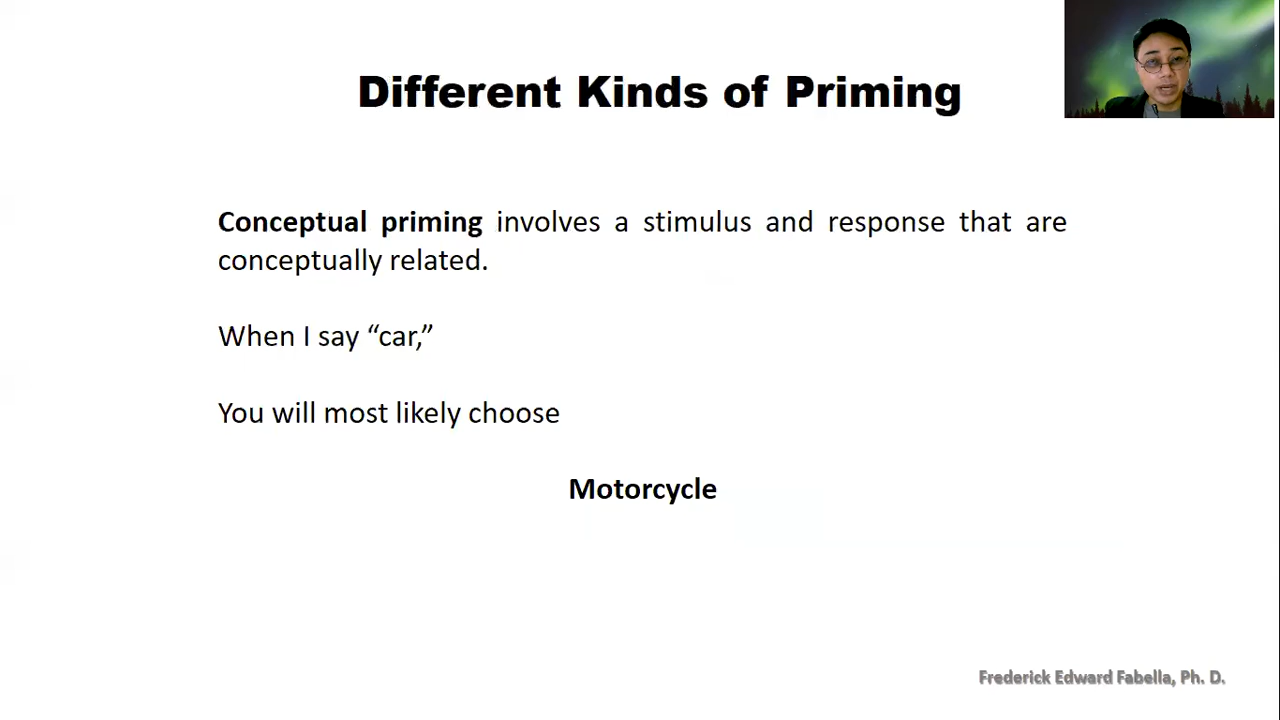 Different Kinds of Priming
Conceptual priming involves a stimulus and response that are
conceptually related.
When I say “car,”
You will most likely choose
Motorcycle
Frederick Edward Fabella, Ph. D.